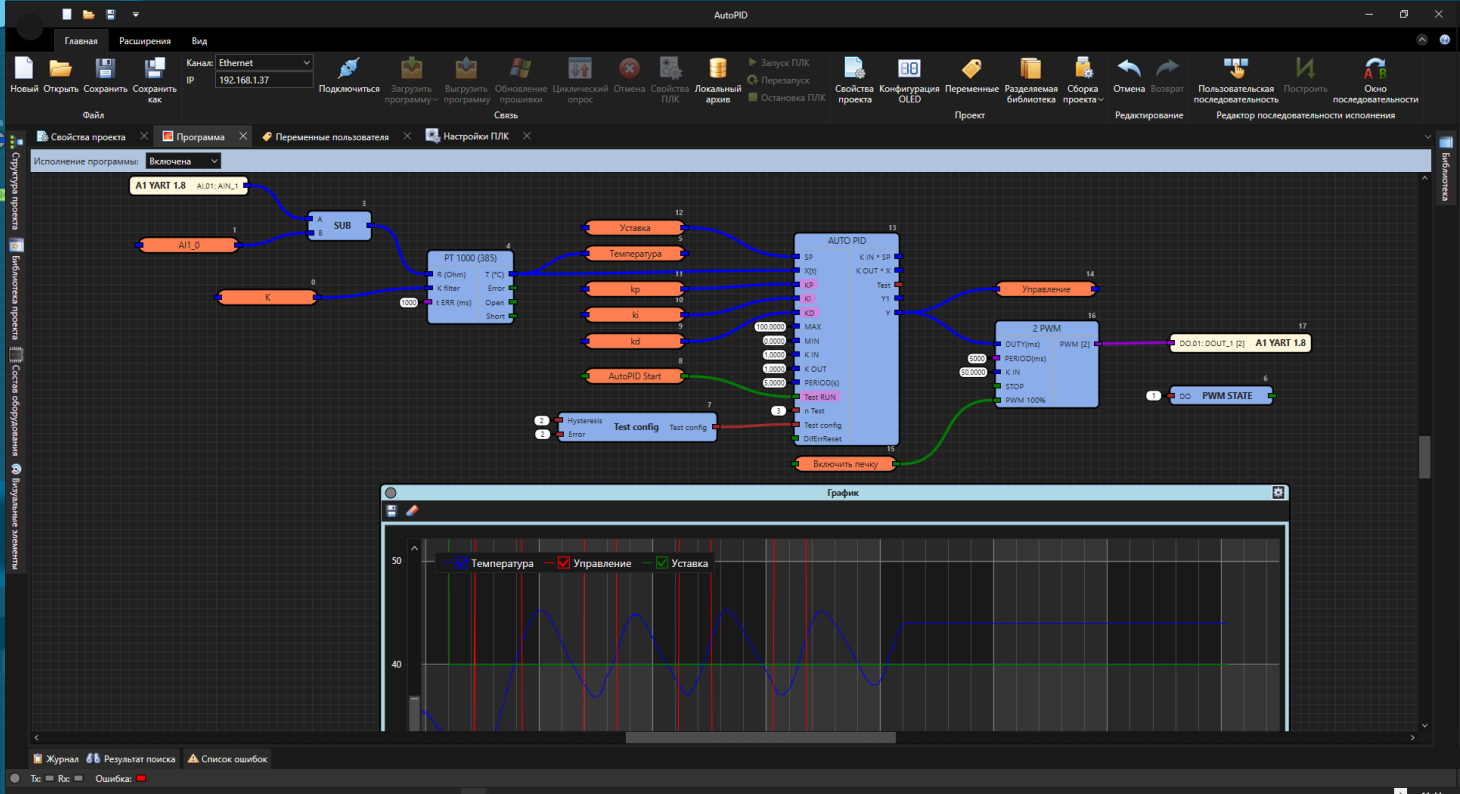 AutoPID
Главная Расширения Вид
Канал: Ethernet
IP 192.168.1.37
Новый Открыть Сохранить Сохранить как
Файл
Подключиться Загрузить программу Выгрузить программу Обновление прошивки Циклический опрос Отмена Свойства ПЛК Локальный архив
Запуск ПЛК
Перезапуск
Остановка ПЛК
Связь
Свойства проекта Конфигурация OLED Переменные Разделяемая библиотека Сборка проекта
Проект
Отмена Возврат
Редактирование
Пользовательская последовательность Построить Окно последовательности
Редактор последовательности исполнения
Свойства проекта Программа Переменные пользователя Настройки ПЛК
Исполнение программы: Включена
Структура проекта
Библиотека проекта
Состав оборудования
Визуальные элементы
Библиотека
A1 YART 1.8 AI.01: AIN_1
3
A SUB
B
1
AI1_0
0
K
4
PT 1000 (385)
R (Ohm) T (°C)
K filter Error
1000 t ERR (ms) Open
Short
12
Уставка
5
Температура
11
kp
10
ki
9
kd
8
AutoPID Start
7
2 Hysteresis Test config Test config
2 Error
13
AUTO PID
SP K IN * SP
X[t] K OUT * X
KP Test
KI Y1
KD Y
100.0000 MAX
0.0000 MIN
1.0000 K IN
1.0000 K OUT
5.0000 PERIOD(s)
Test RUN
3 n Test
Test config
DifErrReset
15
Включить печку
14
Управление
16
2 PWM
DUTY(ms) PWM [2]
5000 PERIOD(ms)
50.0000 K IN
STOP
PWM 100%
17
DO.01: DOUT_1 [2] A1 YART 1.8
6
1 DO PWM STATE
График
50
Температура Управление Уставка
40
Журнал Результат поиска Список ошибок
Tx: Rx: Ошибка: